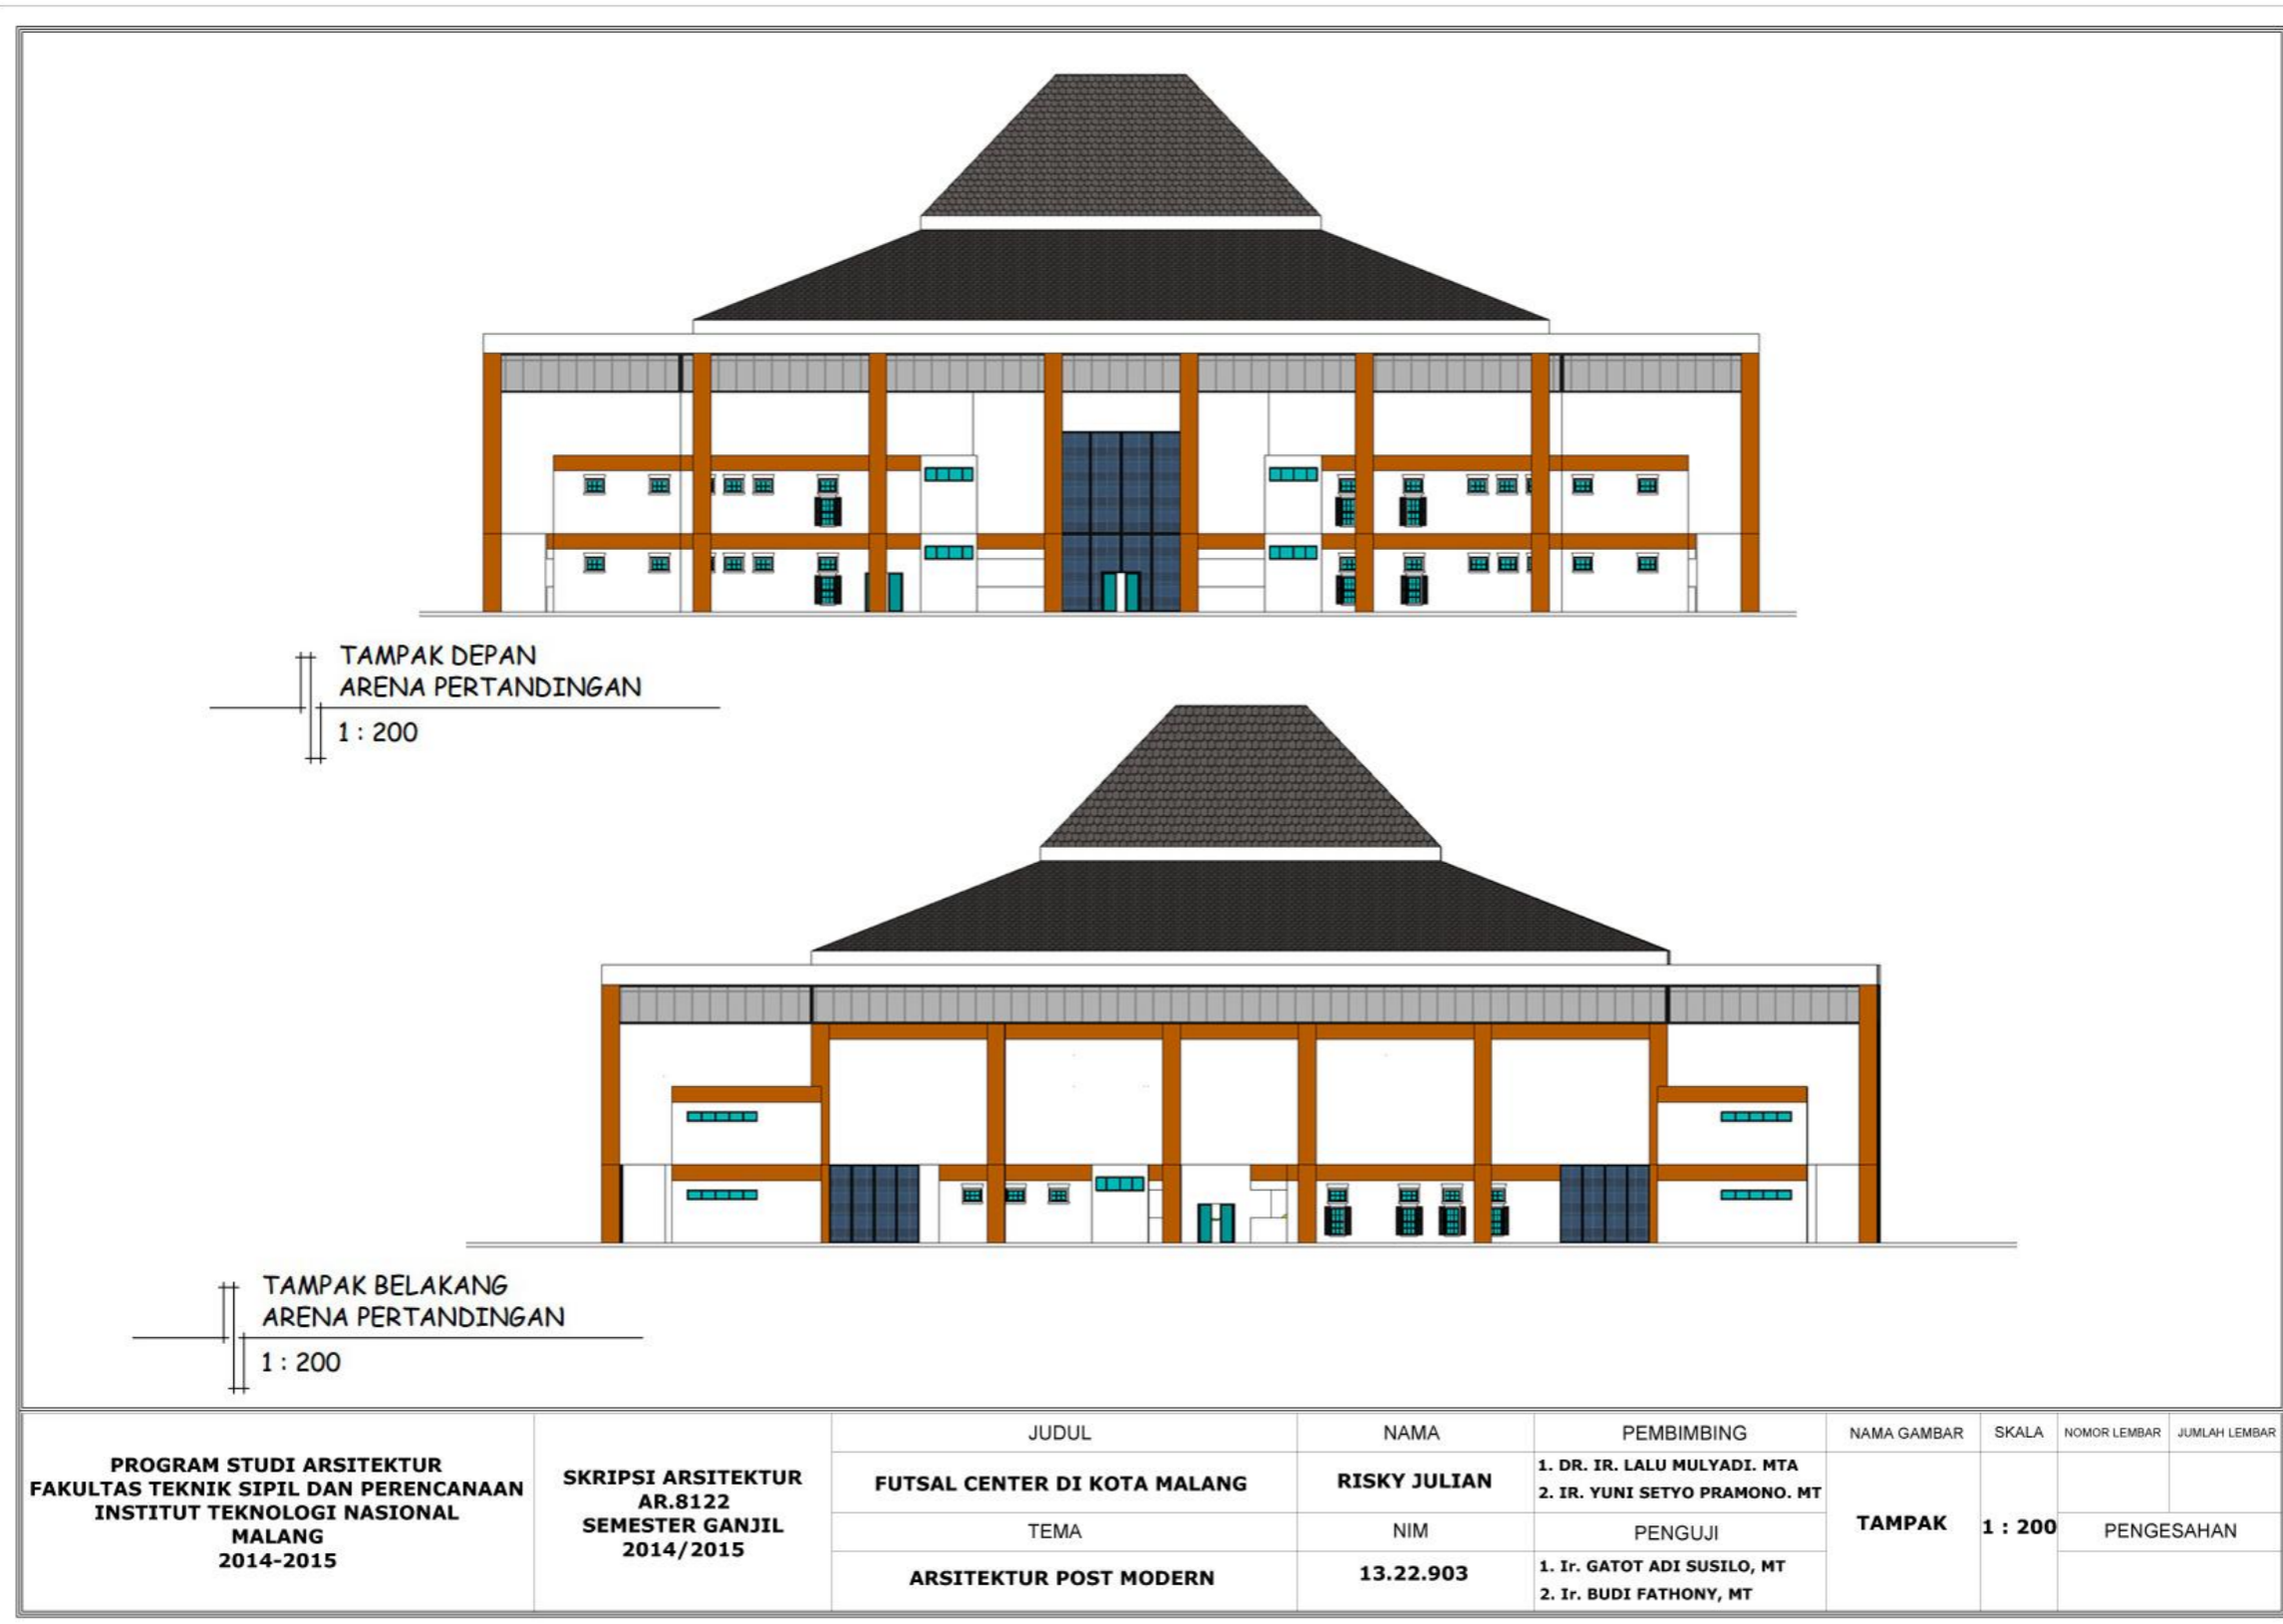 TAMPAK DEPAN
ARENA PERTANDINGAN
1 : 200
TAMPAK BELAKANG
ARENA PERTANDINGAN
1 : 200
PROGRAM STUDI ARSITEKTUR
FAKULTAS TEKNIK SIPIL DAN PERENCANAAN
INSTITUT TEKNOLOGI NASIONAL
MALANG
2014-2015
SKRIPSI ARSITEKTUR
AR.8122
SEMESTER GANJIL
2014/2015
JUDUL
FUTSAL CENTER DI KOTA MALANG
TEMA
ARSITEKTUR POST MODERN
NAMA
RISKY JULIAN
NIM
13.22.903
PEMBIMBING
1. DR. IR. LALU MULYADI. MTA
2. IR. YUNI SETYO PRAMONO. MT
PENGUJI
1. Ir. GATOT ADI SUSILO, MT
2. Ir. BUDI FATHONY, MT
NAMA GAMBAR
TAMPAK
SKALA
1 : 200
NOMOR LEMBAR
JUMLAH LEMBAR
PENGESAHAN